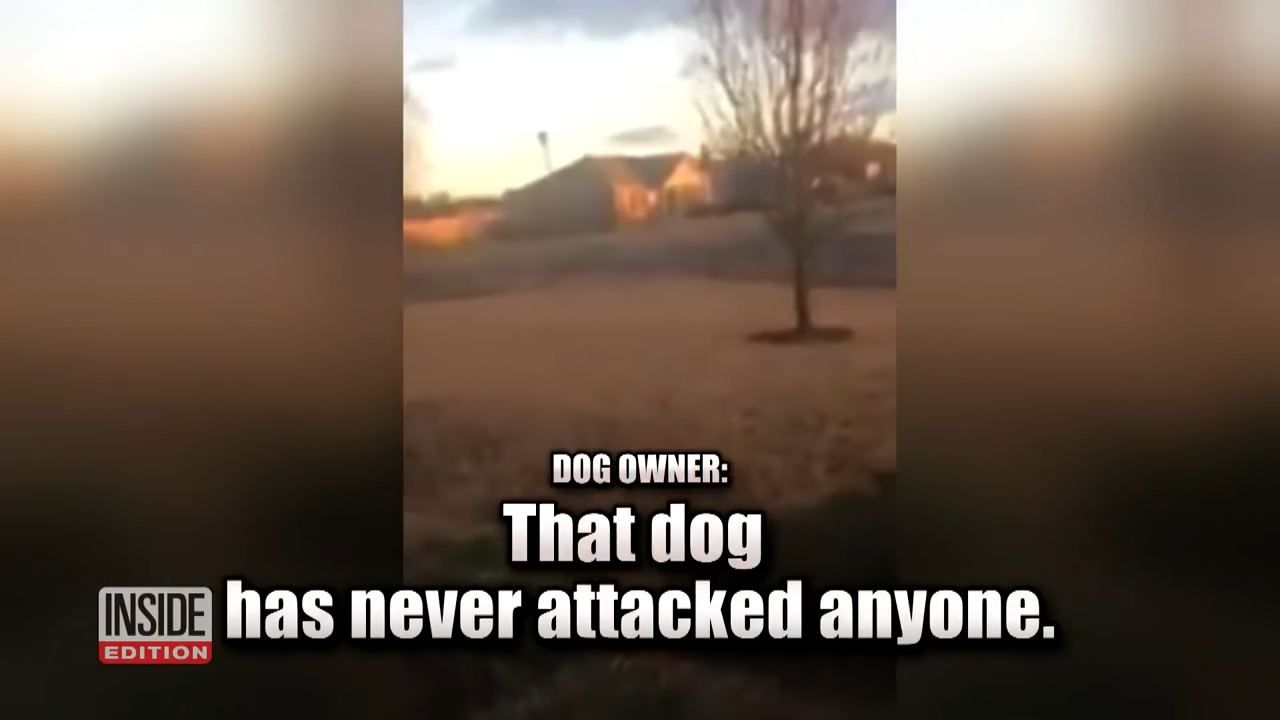 DOG OWNER:
That dog
has never attacked anyone.
INSIDE
EDITION